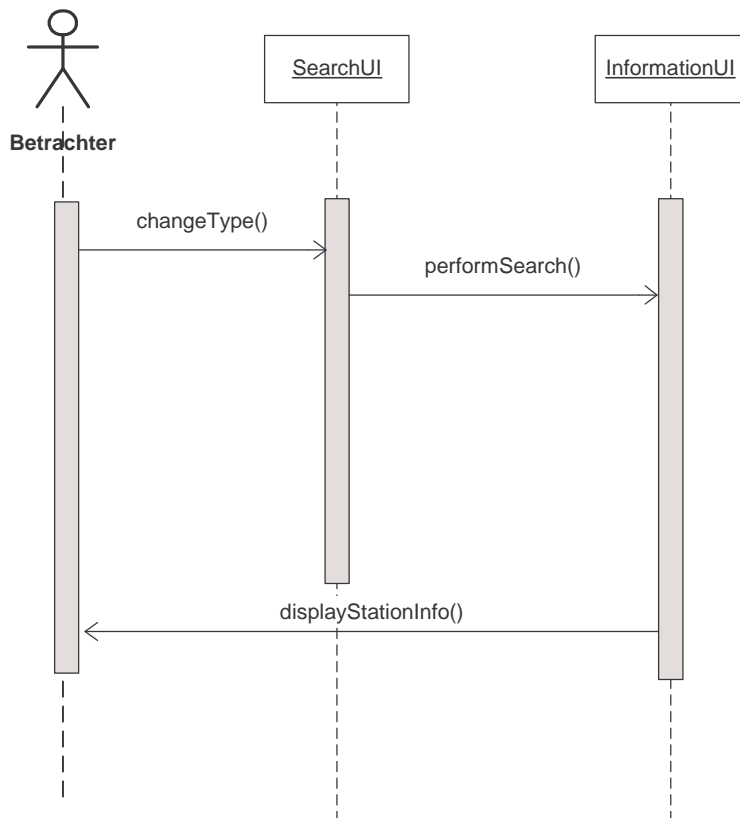 SearchUI
InformationUI
Betrachter
changeType()
performSearch()
displayStationInfo()